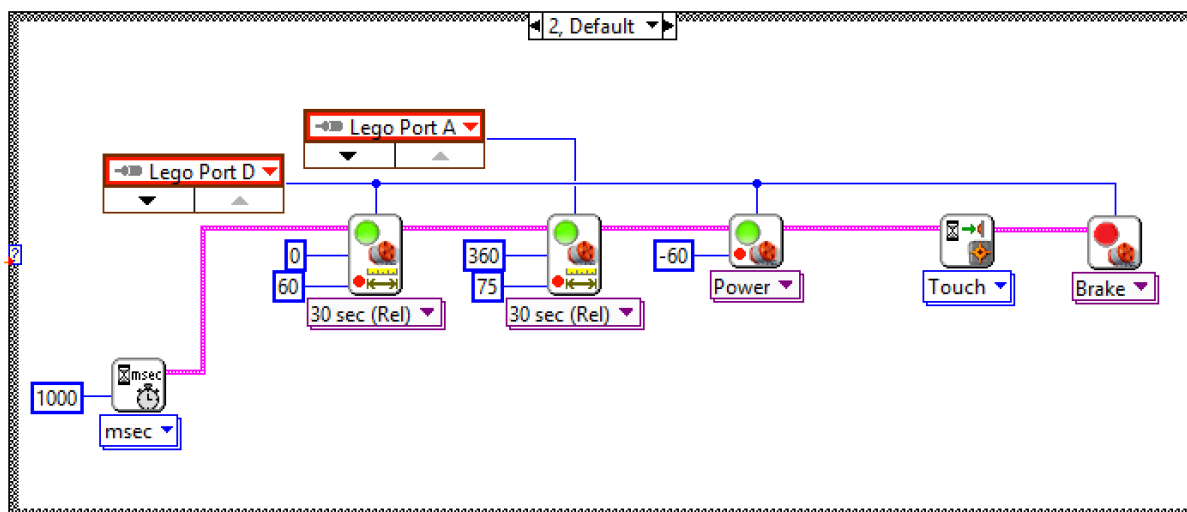 2, Default
Lego Port A
Lego Port D
0
60
30 sec (Rel)
360
75
30 sec (Rel)
-60
Power
Touch
Brake
?
1000
msec
msec